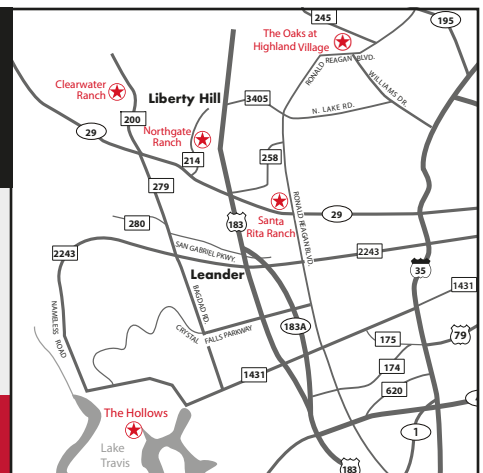 245
195
The Oaks at
Highland Village
RONALD REAGAN BLVD.
WILLIAMS DR.
Clearwater
Ranch
Liberty Hill
3405
N. LAKE RD.
200
29
Northgate
Ranch
214
258
279
RONALD REAGAN BLVD.
280
183
Santa
Rita Ranch
29
2243
SAN GABRIEL PKWY.
2243
Leander
35
BAGDAD RD.
1431
NAMELESS ROAD
CRYSTAL FALLS PARKWAY
183A
175
79
1431
174
620
The Hollows
1
Lake
Travis
183